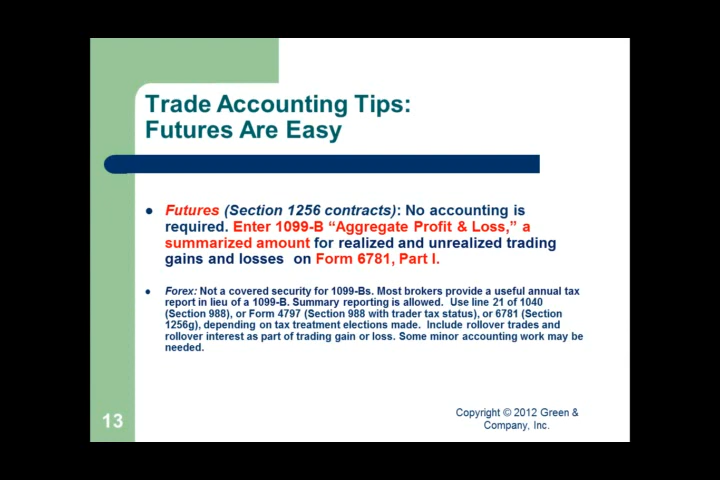 Trade Accounting Tips:
Futures Are Easy
Futures (Section 1256 contracts): No accounting is
required. Enter 1099-B “Aggregate Profit & Loss,” a
summarized amount for realized and unrealized trading
gains and losses on Form 6781, Part I.
Forex: Not a covered security for 1099-Bs. Most brokers provide a useful annual tax
report in lieu of a 1099-B. Summary reporting is allowed. Use line 21 of 1040
(Section 988), or Form 4797 (Section 988 with trader tax status), or 6781 (Section
1256g), depending on tax treatment elections made. Include rollover trades and
rollover interest as part of trading gain or loss. Some minor accounting work may be
needed.
13
Copyright © 2012 Green &
Company, Inc.